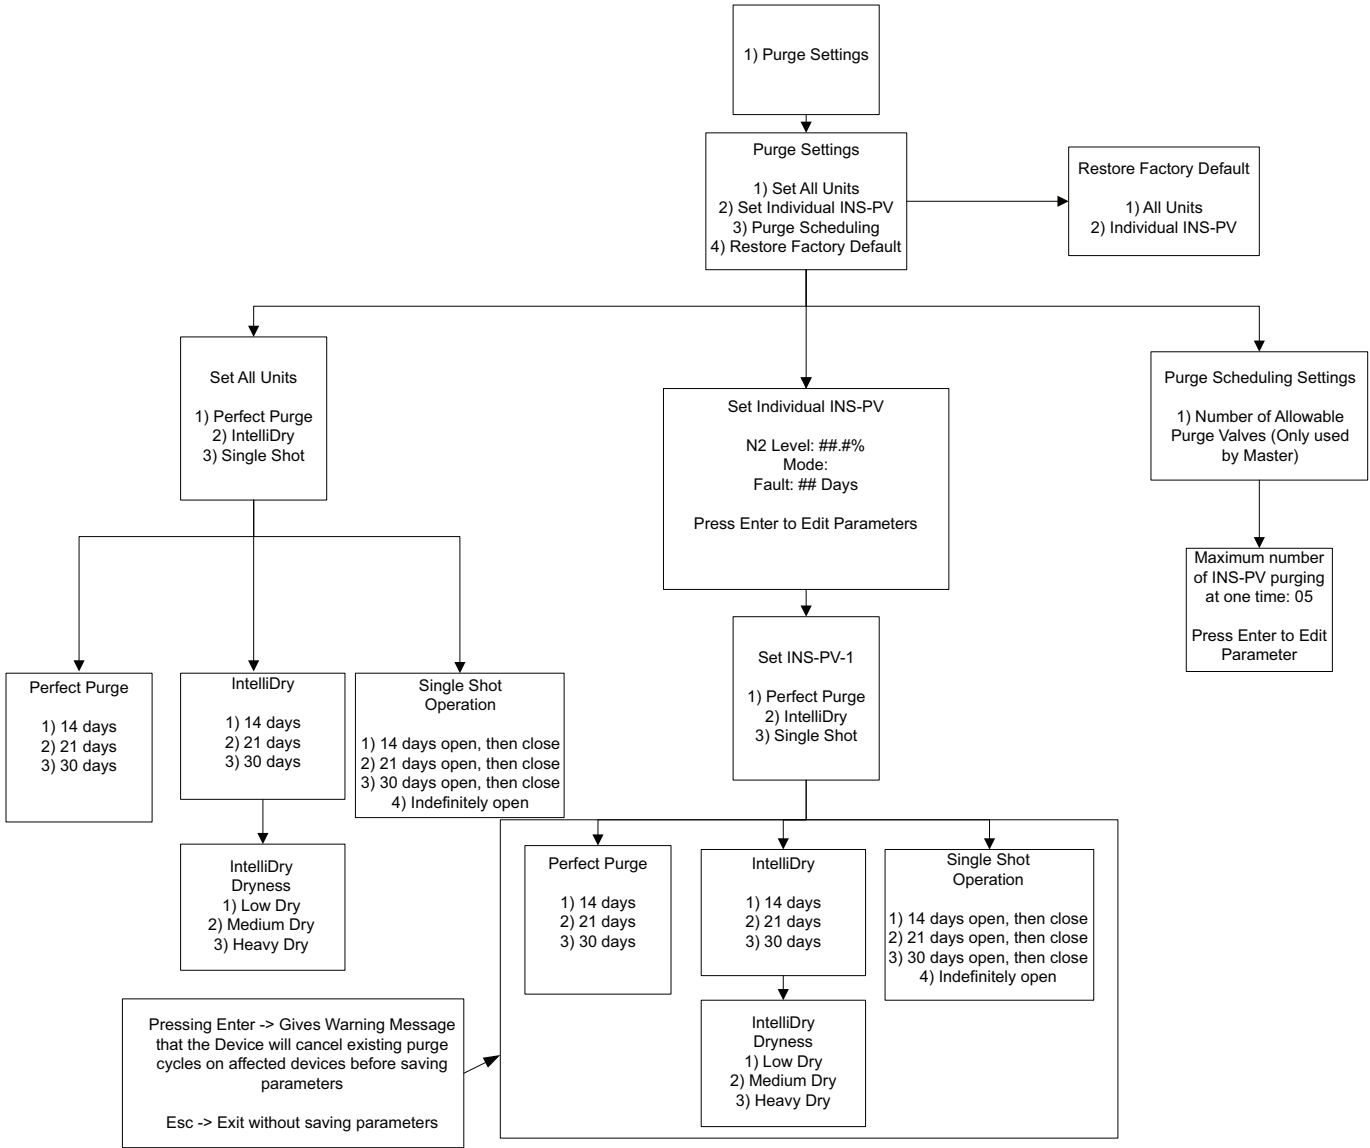 1) Purge Settings
Purge Settings
1) Set All Units
2) Set Individual INS-PV
3) Purge Scheduling
4) Restore Factory Default
Restore Factory Default
1) All Units
2) Individual INS-PV
Set All Units
1) Perfect Purge
2) IntelliDry
3) Single Shot
Set Individual INS-PV
N2 Level: ##.#%
Mode:
Fault: ## Days
Press Enter to Edit Parameters
Purge Scheduling Settings
1) Number of Allowable
Purge Valves (Only used
by Master)
Maximum number
of INS-PV purging
at one time: 05
Press Enter to Edit
Parameter
Perfect Purge
1) 14 days
2) 21 days
3) 30 days
IntelliDry
1) 14 days
2) 21 days
3) 30 days
Single Shot
Operation
1) 14 days open, then close
2) 21 days open, then close
3) 30 days open, then close
4) Indefinitely open
IntelliDry
Dryness
1) Low Dry
2) Medium Dry
3) Heavy Dry
Set INS-PV-1
1) Perfect Purge
2) IntelliDry
3) Single Shot
Perfect Purge
1) 14 days
2) 21 days
3) 30 days
IntelliDry
1) 14 days
2) 21 days
3) 30 days
Single Shot
Operation
1) 14 days open, then close
2) 21 days open, then close
3) 30 days open, then close
4) Indefinitely open
IntelliDry
Dryness
1) Low Dry
2) Medium Dry
3) Heavy Dry
Pressing Enter -> Gives Warning Message
that the Device will cancel existing purge
cycles on affected devices before saving
parameters
Esc -> Exit without saving parameters